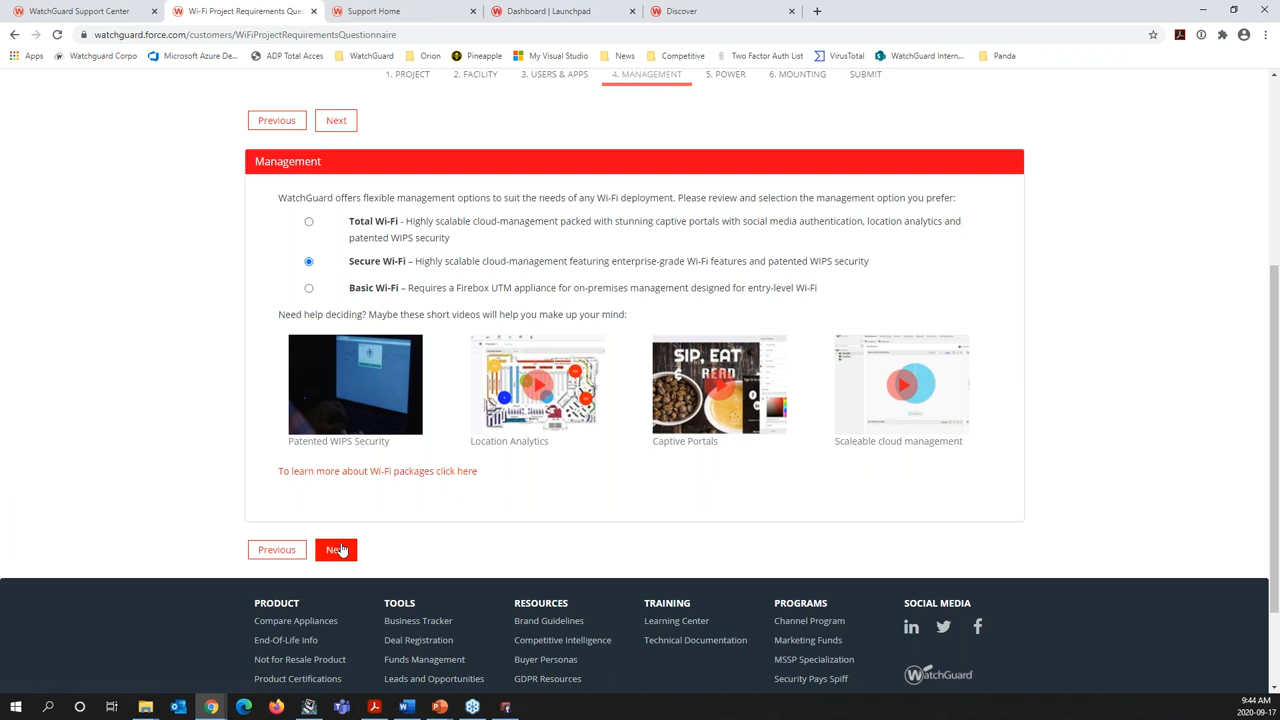 WatchGuard Support Center
Wi-Fi Project Requirements Ques
Support Home
Dashboard | Launchpad
Discover
watchguard.force.com/customers/WiFiProjectRequirementsQuestionnaire
Apps
Watchguard Corpo
Microsoft Azure De...
ADP Total Acces
WatchGuard
Orion
Pineapple
My Visual Studio
News
Competitive
Two Factor Auth List
VirusTotal
WatchGuard Intern...
Panda
1. PROJECT
2. FACILITY
3. USERS & APPS
4. MANAGEMENT
5. POWER
6. MOUNTING
SUBMIT
Previous
Next
Management
WatchGuard offers flexible management options to suit the needs of any Wi-Fi deployment. Please review and selection the management option you prefer:
Total Wi-Fi - Highly scalable cloud-management packed with stunning captive portals with social media authentication, location analytics and
patented WIPS security
Secure Wi-Fi – Highly scalable cloud-management featuring enterprise-grade Wi-Fi features and patented WIPS security
Basic Wi-Fi – Requires a Firebox UTM appliance for on-premises management designed for entry-level Wi-Fi
Need help deciding? Maybe these short videos will help you make up your mind:
SIP, EAT
READ
Patented WIPS Security
Location Analytics
Captive Portals
Scaleable cloud management
To learn more about Wi-Fi packages click here
Previous
PRODUCT
TOOLS
RESOURCES
TRAINING
PROGRAMS
SOCIAL MEDIA
Compare Appliances
Business Tracker
Brand Guidelines
Learning Center
Channel Program
End-Of-Life Info
Deal Registration
Competitive Intelligence
Technical Documentation
Marketing Funds
Not for Resale Product
Funds Management
Buyer Personas
MSSP Specialization
Product Certifications
Leads and Opportunities
GDPR Resources
Security Pays Spiff
WatchGuard
9:44 AM
2020-09-17